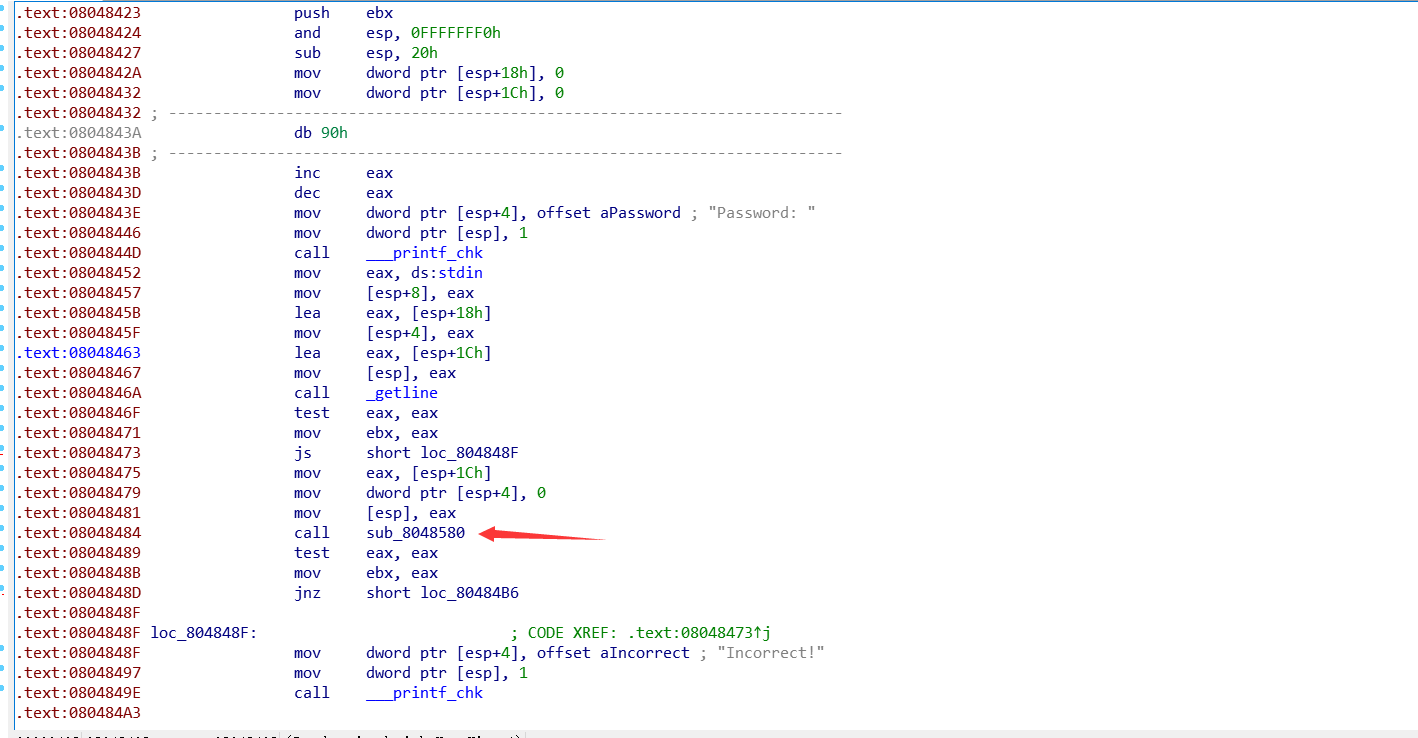 .text:08048423 push ebx
.text:08048424 and esp, 0FFFFFFF0h
.text:08048427 sub esp, 20h
.text:0804842A mov dword ptr [esp+18h], 0
.text:08048432 mov dword ptr [esp+1Ch], 0
.text:08048432 ; ---------------------------------------------------------------------------
.text:0804843A db 90h
.text:0804843B ; ---------------------------------------------------------------------------
.text:0804843B inc eax
.text:0804843D dec eax
.text:0804843E mov dword ptr [esp+4], offset aPassword ; "Password: "
.text:08048446 mov dword ptr [esp], 1
.text:0804844D call ___printf_chk
.text:08048452 mov eax, ds:stdin
.text:08048457 mov [esp+8], eax
.text:0804845B lea eax, [esp+18h]
.text:0804845F mov [esp+4], eax
.text:08048463 lea eax, [esp+1Ch]
.text:08048467 mov [esp], eax
.text:0804846A call _getline
.text:0804846F test eax, eax
.text:08048471 mov ebx, eax
.text:08048473 js short loc_804848F
.text:08048475 mov eax, [esp+1Ch]
.text:08048479 mov dword ptr [esp+4], 0
.text:08048481 mov [esp], eax
.text:08048484 call sub_8048580
.text:08048489 test eax, eax
.text:0804848B mov ebx, eax
.text:0804848D jnz short loc_80484B6
.text:0804848F
.text:0804848F loc_804848F: ; CODE XREF: .text:08048473↑j
.text:0804848F mov dword ptr [esp+4], offset aIncorrect ; "Incorrect!"
.text:08048497 mov dword ptr [esp], 1
.text:0804849E call ___printf_chk
.text:080484A3